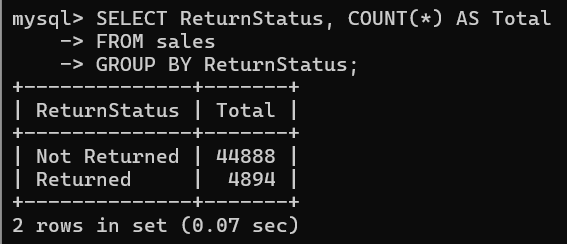 mysql> SELECT ReturnStatus, COUNT(*) AS Total
    -> FROM sales
    -> GROUP BY ReturnStatus;
+--------------+-------+
| ReturnStatus | Total |
+--------------+-------+
| Not Returned | 44888 |
| Returned     |  4894 |
+--------------+-------+
2 rows in set (0.07 sec)